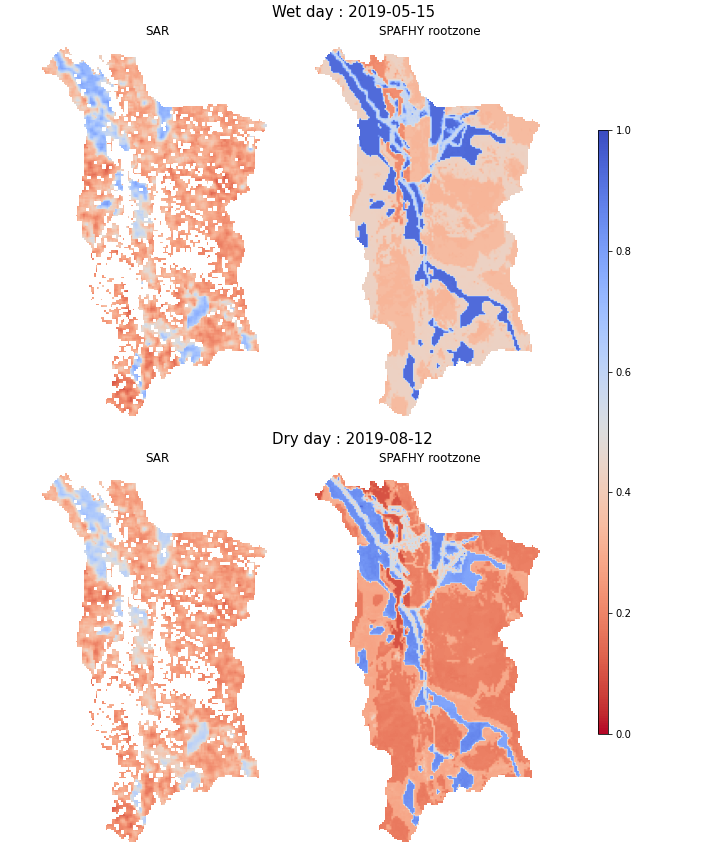 Wet day : 2019-05-15
SAR
SPAFHY rootzone
1.0
0.8
0.6
0.4
0.2
0.0
Dry day : 2019-08-12
SAR
SPAFHY rootzone